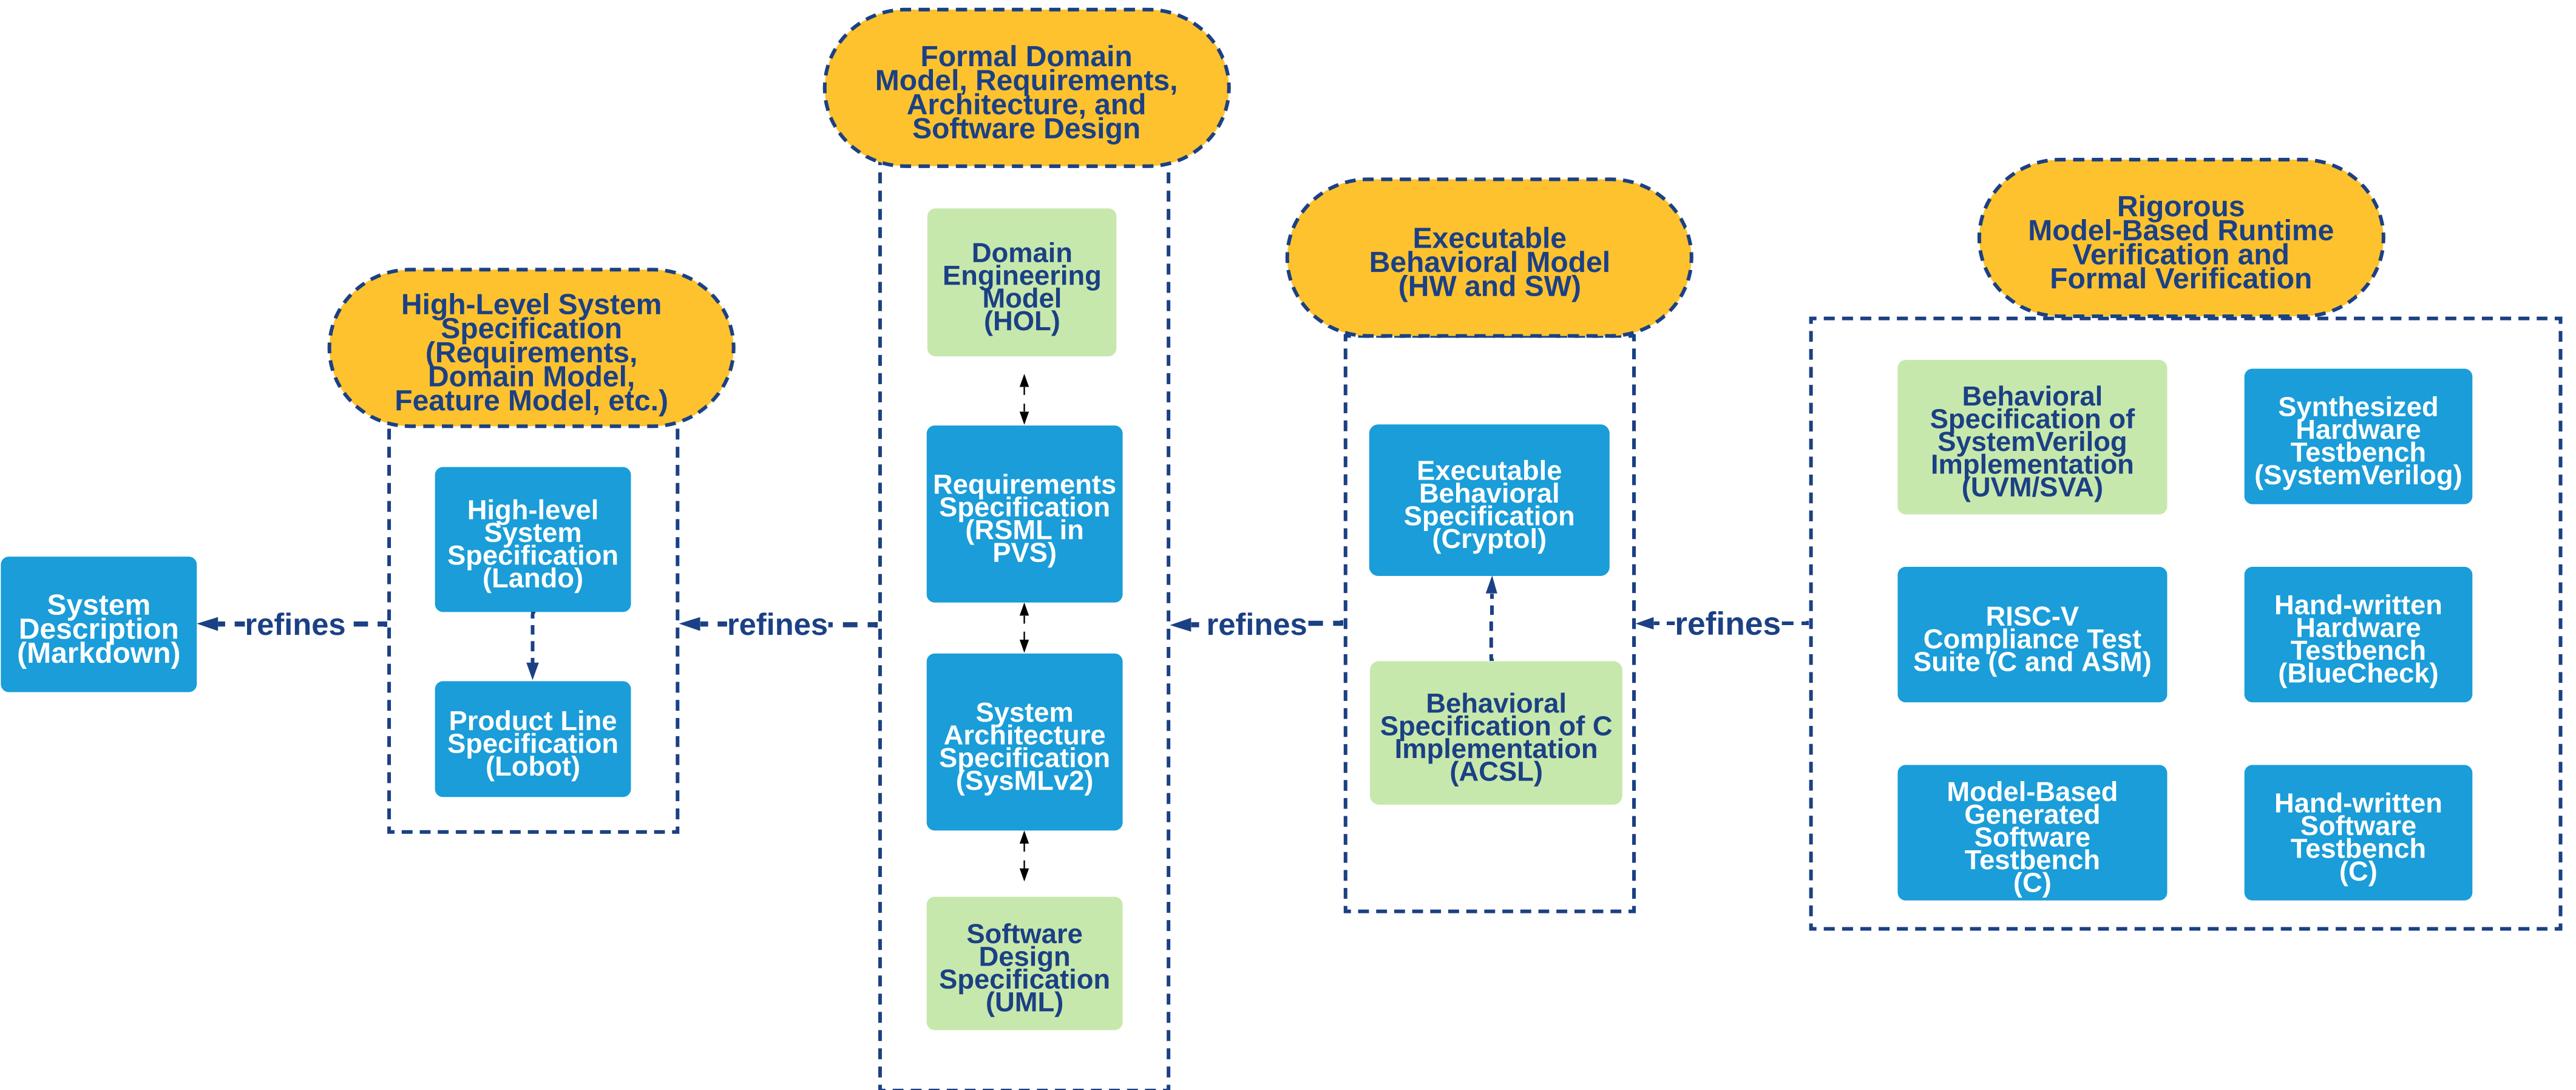 Formal Domain
Model, Requirements,
Architecture, and
Software Design
Domain
Engineering
Model
(HOL)
Requirements
Specification
(RSML in
PVS)
System
Architecture
Specification
(SysMLv2)
Software
Design
Specification
(UML)
High-Level System
Specification
(Requirements,
Domain Model,
Feature Model, etc.)
High-level
System
Specification
(Lando)
Product Line
Specification
(Lobot)
System
Description
(Markdown)
refines
refines
refines
refines
Executable
Behavioral Model
(HW and SW)
Executable
Behavioral
Specification
(Cryptol)
Behavioral
Specification of C
Implementation
(ACSL)
Rigorous
Model-Based Runtime
Verification and
Formal Verification
Behavioral
Specification of
SystemVerilog
Implementation
(UVM/SVA)
Synthesized
Hardware
Testbench
(SystemVerilog)
RISC-V
Compliance Test
Suite (C and ASM)
Hand-written
Hardware
Testbench
(BlueCheck)
Model-Based
Generated
Software
Testbench
(C)
Hand-written
Software
Testbench
(C)